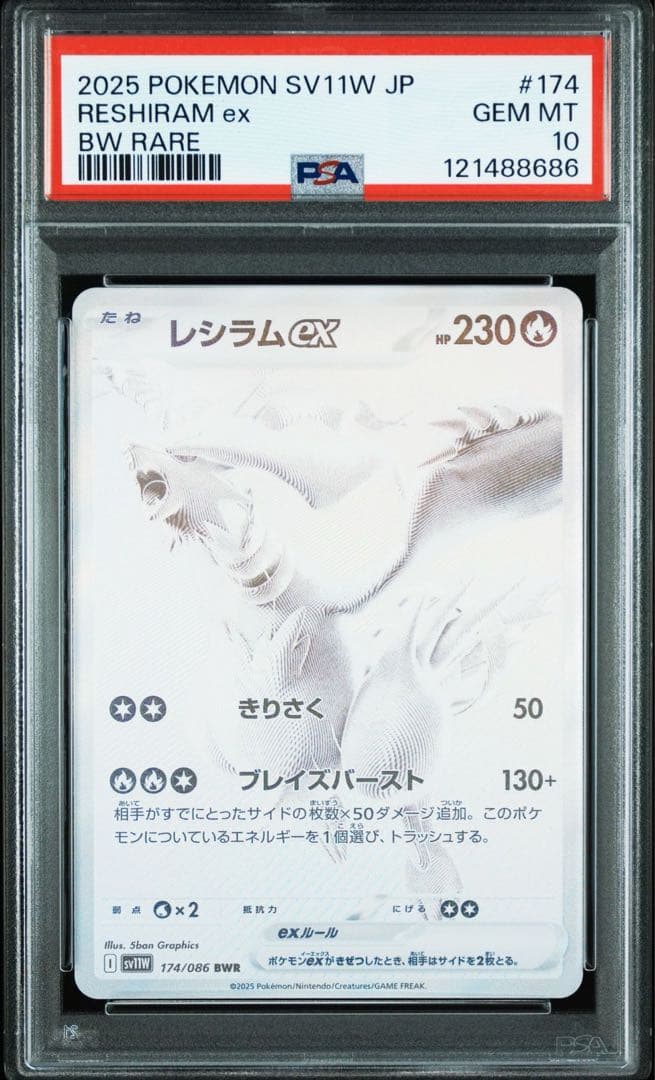 2025 POKEMON SV11W JP #174
RESHIRAM ex GEM MT
BW RARE 10
PSA 121488686
たね レシラムex HP 230
きりさく 50
ブレイズバースト 130+
相手がすでにとったサイドの枚数×50ダメージ追加。このポケ
モンについているエネルギーを1個選び、トラッシュする。
弱点 ×2 抵抗力 にげる
exルール
ポケモンexがきぜつしたとき、相手はサイドを2枚とる。
Illus. 5ban Graphics
I SV11W 174/086 BWR
©2025 Pokémon/Nintendo/Creatures/GAME FREAK.
PSA